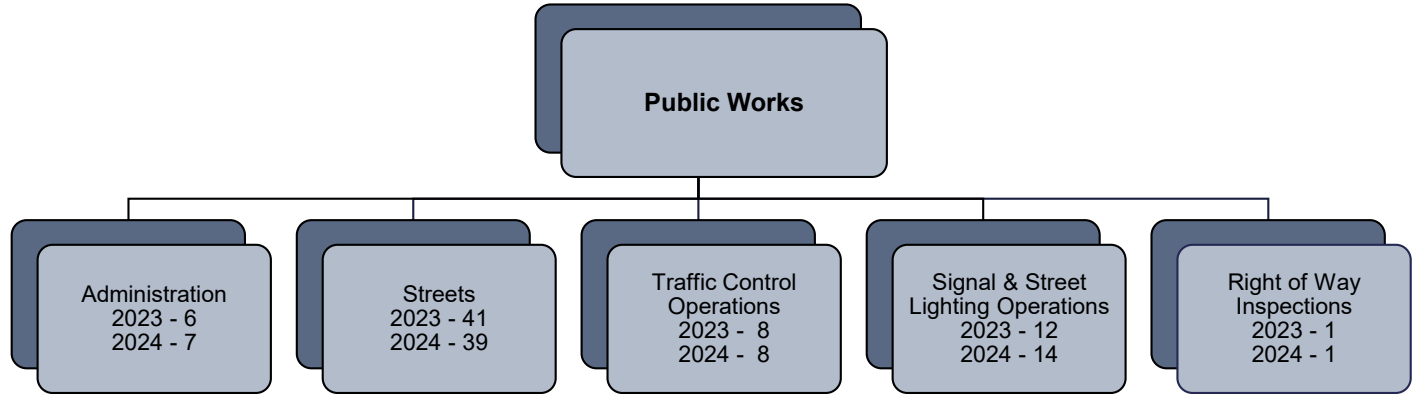 Public Works
Administration
2023 - 6
2024 - 7
Streets
2023 - 41
2024 - 39
Traffic Control
Operations
2023 -  8
2024 -  8
Signal & Street
Lighting Operations
2023 - 12
2024 - 14
Right of Way
Inspections
2023 - 1
2024 - 1